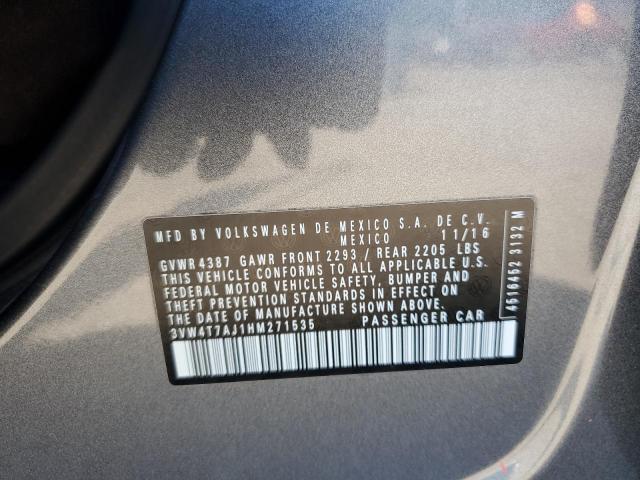 MFD BY VOLKSWAGEN DE MEXICO S.A. DE C.V.
MEXICO 11/16
GVWR 4387 GAWR FRONT 2293 / REAR 2205 LBS
THIS VEHICLE CONFORMS TO ALL APPLICABLE U.S.
FEDERAL MOTOR VEHICLE SAFETY, BUMPER AND
THEFT PREVENTION STANDARDS IN EFFECT ON
THE DATE OF MANUFACTURE SHOWN ABOVE.
3VW4T7AJ1HM271535 PASSENGER CAR
4516452 3132 M